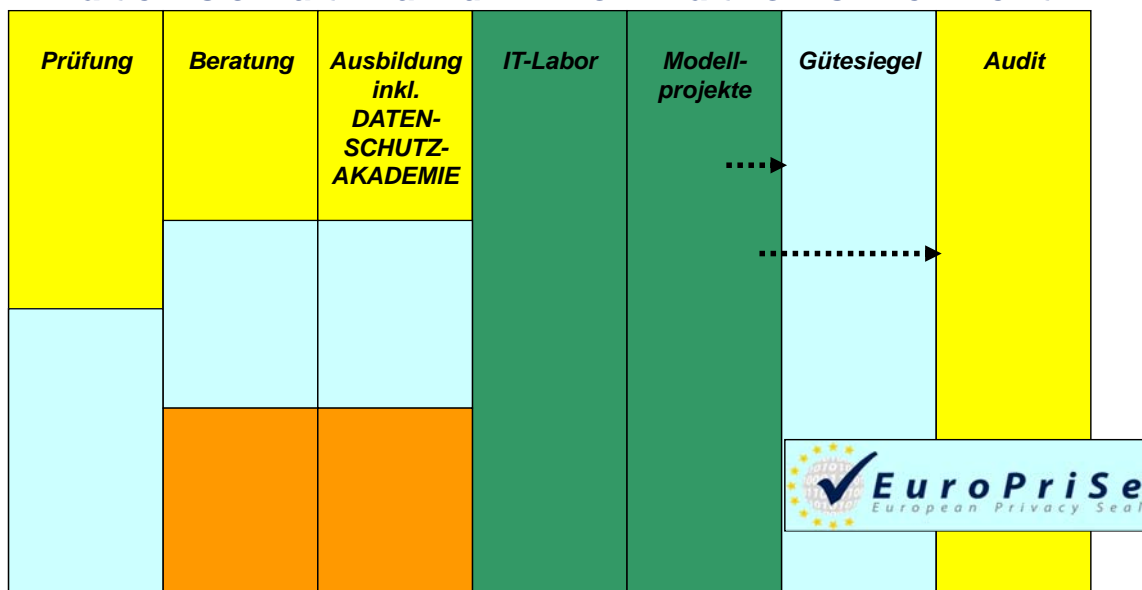 Prüfung
Beratung
Ausbildung
inkl.
DATEN-
SCHUTZ-
AKADEMIE
IT-Labor
Modell-
projekte
Gütesiegel
Audit
EuroPriSe
European Privacy Seal